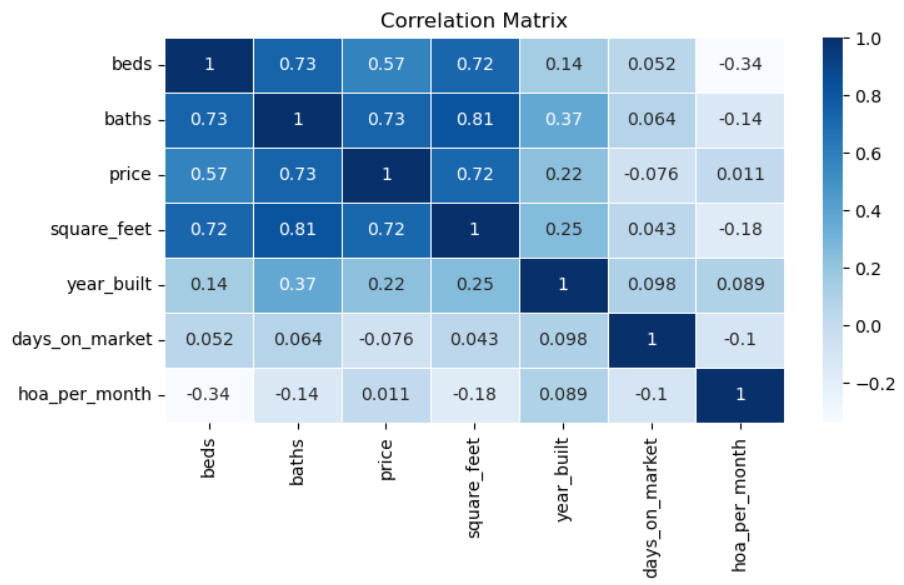 Correlation Matrix
beds 1 0.73 0.57 0.72 0.14 0.052 -0.34
baths 0.73 1 0.73 0.81 0.37 0.064 -0.14
price 0.57 0.73 1 0.72 0.22 -0.076 0.011
square_feet 0.72 0.81 0.72 1 0.25 0.043 -0.18
year_built 0.14 0.37 0.22 0.25 1 0.098 0.089
days_on_market 0.052 0.064 -0.076 0.043 0.098 1 -0.1
hoa_per_month -0.34 -0.14 0.011 -0.18 0.089 -0.1 1
beds
baths
price
square_feet
year_built
days_on_market
hoa_per_month
1.0
0.8
0.6
0.4
0.2
0.0
−0.2